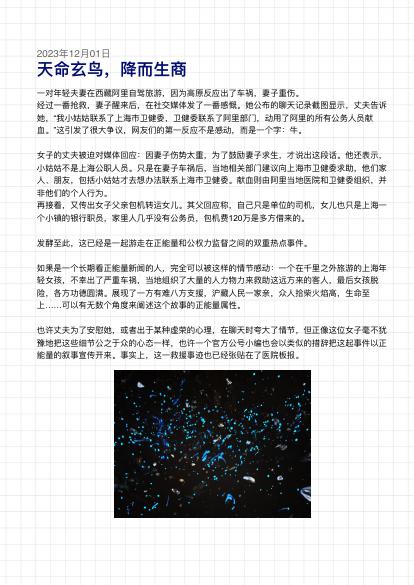 2023年12月01日
天命玄鸟，降而生商
一对年轻夫妻在西藏阿里自驾旅游，因为高原反应出了车祸，妻子重伤。
经过一番抢救，妻子醒来后，在社交媒体发了一番感慨。她公布的聊天记录截图显示，丈夫告诉
她，“我小姑姑联系了上海市卫健委，卫健委联系了阿里部门，动用了阿里的所有公务人员献
血。”这引发了很大争议，网友们的第一反应不是感动，而是一个字：牛。
女子的丈夫被迫对媒体回应：因妻子伤势太重，为了鼓励妻子求生，才说出这段话。他还表示，
小姑姑不是上海公职人员。只是在妻子车祸后，当地相关部门建议向上海市卫健委求助，他们家
人、朋友，包括小姑姑才去想办法联系上海市卫健委。献血则由阿里当地医院和卫健委组织，并
非他们的个人行为。
再接着，又传出女子父亲包机转运女儿。其父回应称，自己只是单位的司机，女儿也只是上海一
个小镇的银行职员，家里人几乎没有公务员，包机费120万是多方借来的。
发酵至此，这已经是一起游走在正能量和公权力监督之间的双重热点事件。
如果是一个长期看正能量新闻的人，完全可以被这样的情节感动：一个在千里之外旅游的上海年
轻女孩，不幸出了严重车祸，当地组织了大量的人力物力来救助这远方来的客人，最后女孩脱
险，各方功德圆满。展现了一方有难八方支援，沪藏人民一家亲，众人拾柴火焰高，生命至
上……可以有无数个角度来阐述这个故事的正能量属性。
也许丈夫为了安慰她，或者出于某种虚荣的心理，在聊天时夸大了情节，但正像这位女子毫不犹
豫地把这些细节公之于众的心态一样，也许一个官方公号小编也会以类似的措辞把这起事件以正
能量的叙事宣传开来。事实上，这一救援事迹也已经张贴在了医院板报。